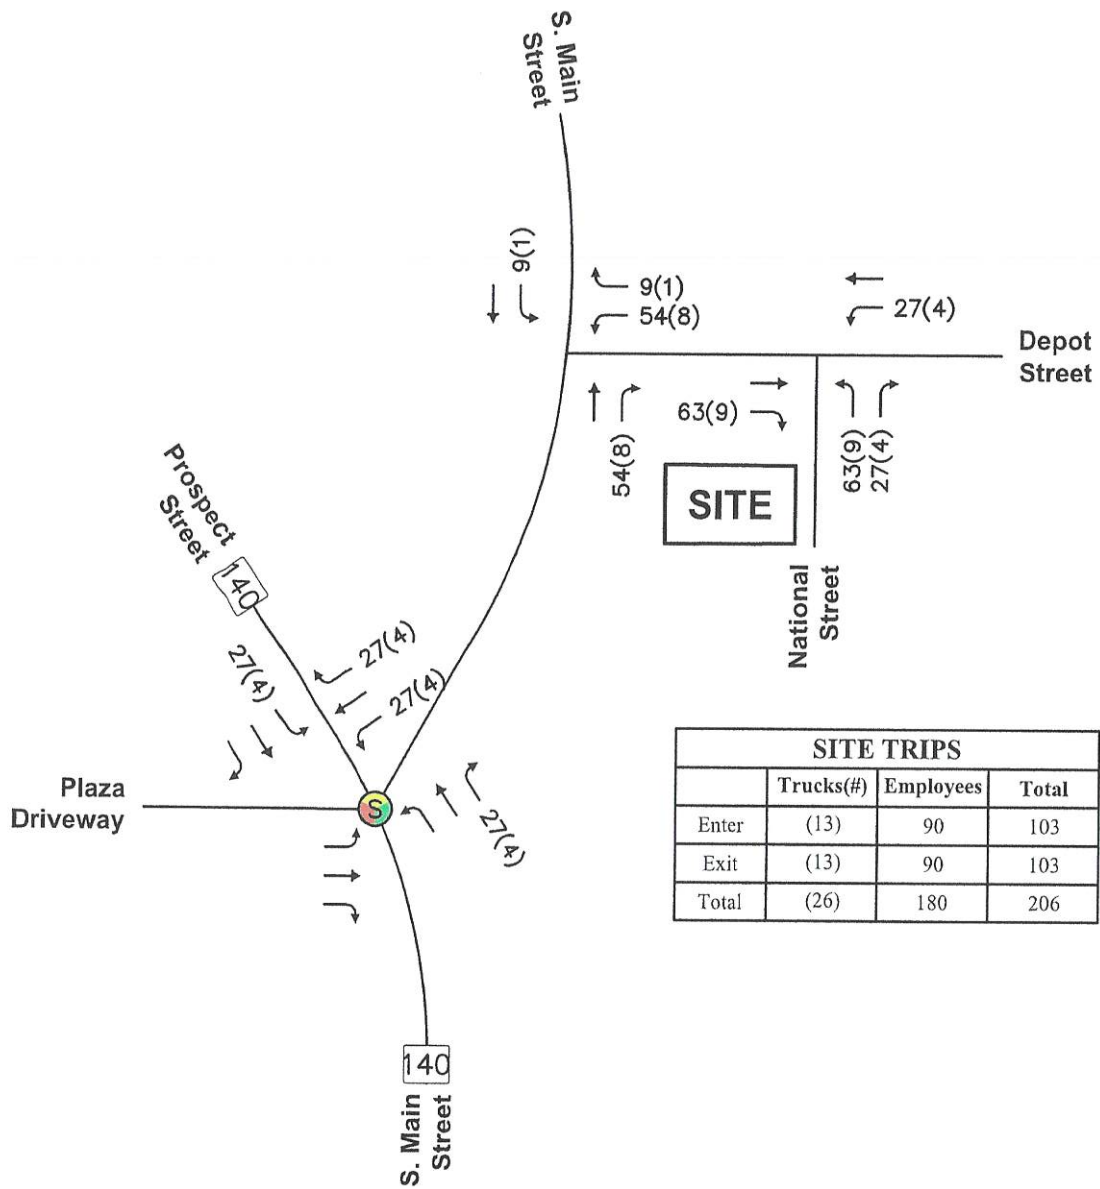 S. Main
Street
9(1)
9(1)
54(8)
27(4)
Depot
Street
63(9)
54(8)
63(9)
27(4)
SITE
National
Street
Prospect
Street
140
27(4)
27(4)
27(4)
Plaza
Driveway
S
27(4)
140
S. Main
Street
SITE TRIPS
Trucks(#) Employees Total
Enter (13) 90 103
Exit (13) 90 103
Total (26) 180 206